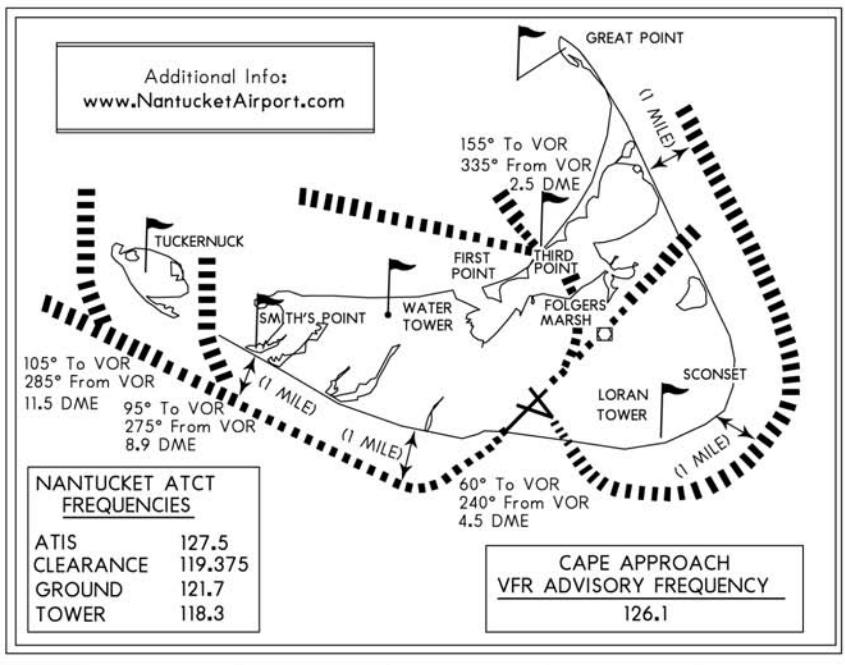 Additional Info:
www.NantucketAirport.com
GREAT POINT
(1 MILE)
155° To VOR
335° From VOR
2.5 DME
TUCKERNUCK
FIRST
POINT
THIRD
POINT
SMITH'S POINT
WATER
TOWER
FOLGERS
MARSH
105° To VOR
285° From VOR
11.5 DME
95° To VOR
275° From VOR
8.9 DME
(1 MILE)
(1 MILE)
SCONSET
LORAN
TOWER
(1 MILE)
60° To VOR
240° From VOR
4.5 DME
NANTUCKET ATCT
FREQUENCIES
ATIS 127.5
CLEARANCE 119.375
GROUND 121.7
TOWER 118.3
CAPE APPROACH
VFR ADVISORY FREQUENCY
126.1